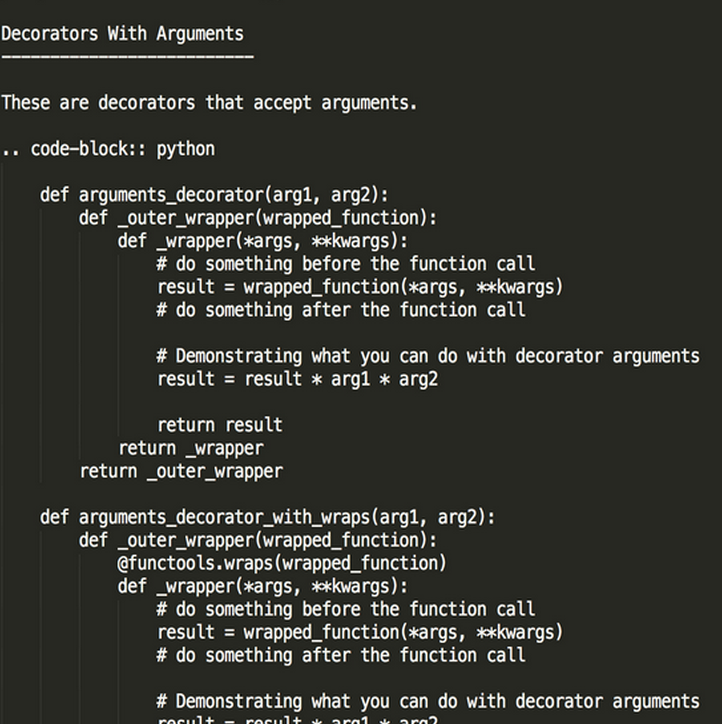 Decorators With Arguments
--------------------------
These are decorators that accept arguments.
.. code-block:: python
def arguments_decorator(arg1, arg2):
def _outer_wrapper(wrapped_function):
def _wrapper(*args, **kwargs):
# do something before the function call
result = wrapped_function(*args, **kwargs)
# do something after the function call
# Demonstrating what you can do with decorator arguments
result = result * arg1 * arg2
return result
return _wrapper
return _outer_wrapper
def arguments_decorator_with_wraps(arg1, arg2):
def _outer_wrapper(wrapped_function):
@functools.wraps(wrapped_function)
def _wrapper(*args, **kwargs):
# do something before the function call
result = wrapped_function(*args, **kwargs)
# do something after the function call
# Demonstrating what you can do with decorator arguments
result = result * arg1 * arg2